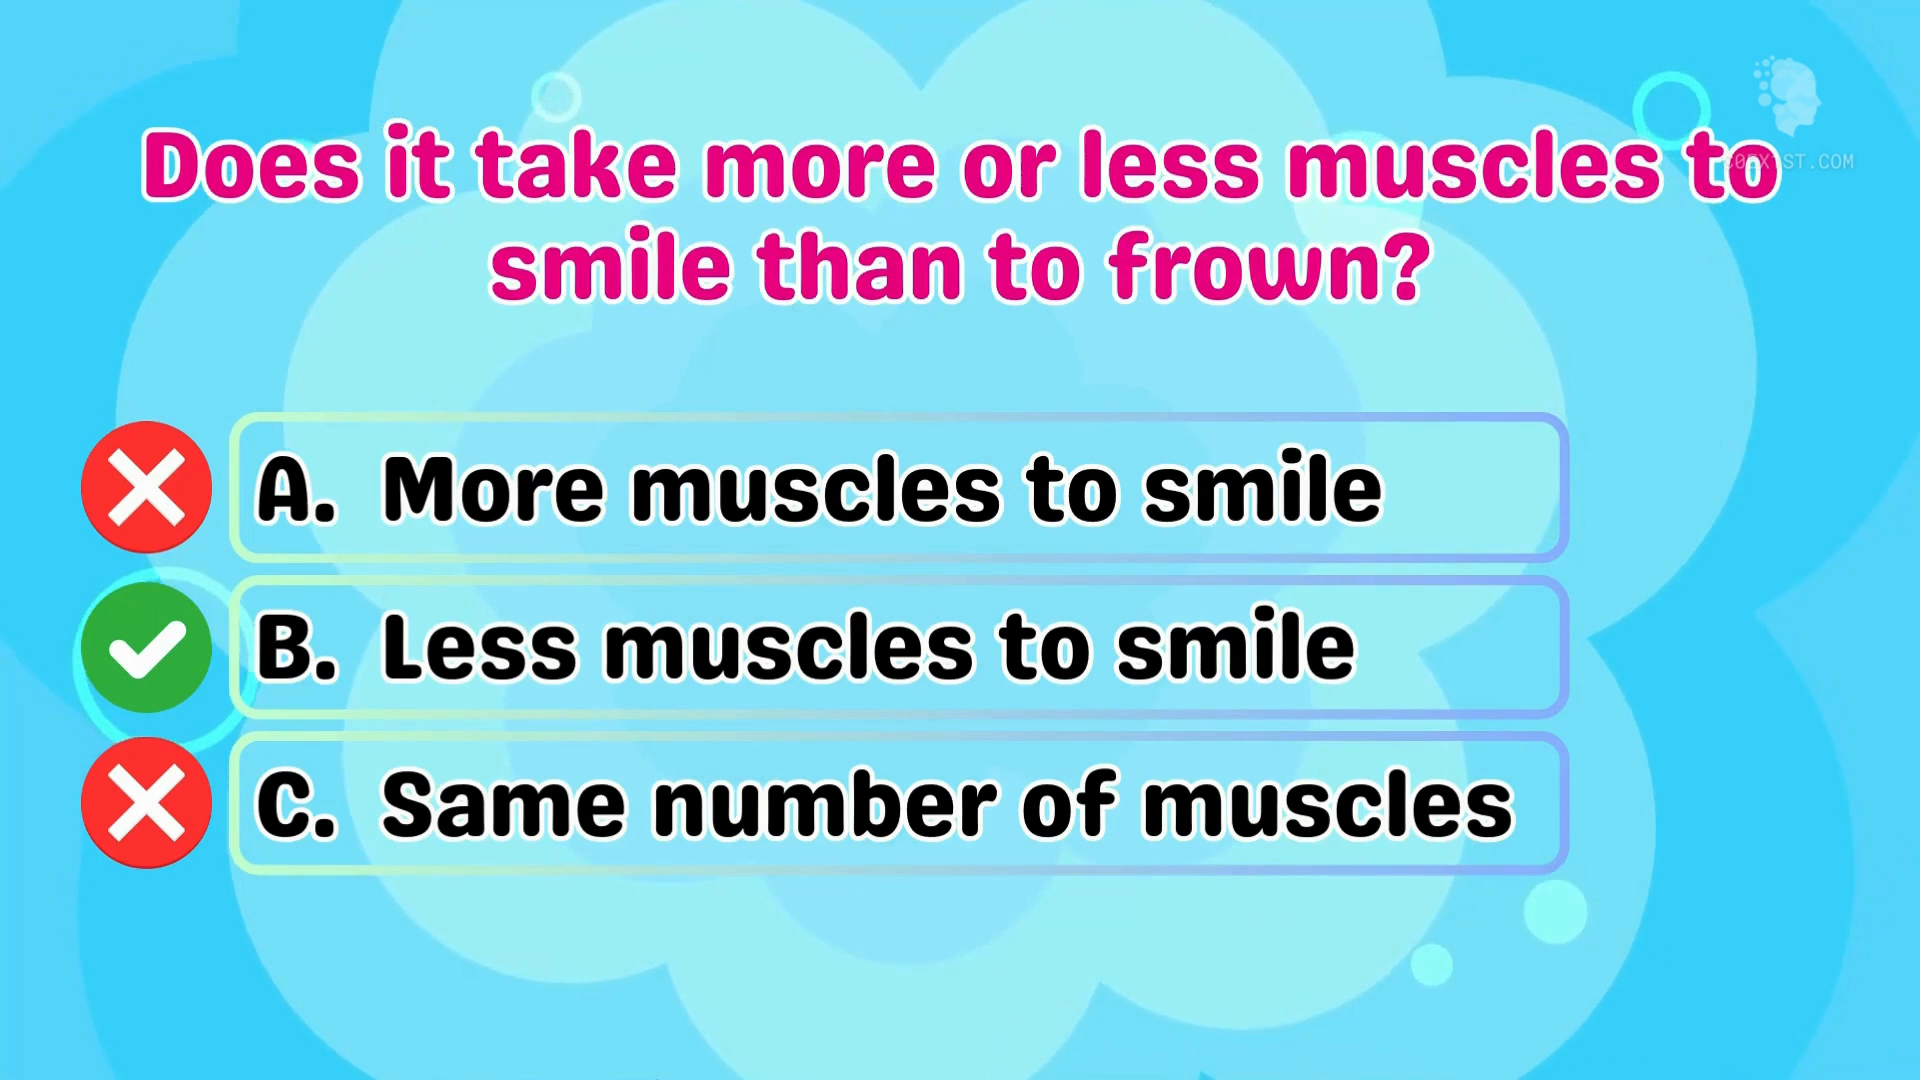 Does it take more or less muscles to
smile than to frown?
A. More muscles to smile
B. Less muscles to smile
C. Same number of muscles